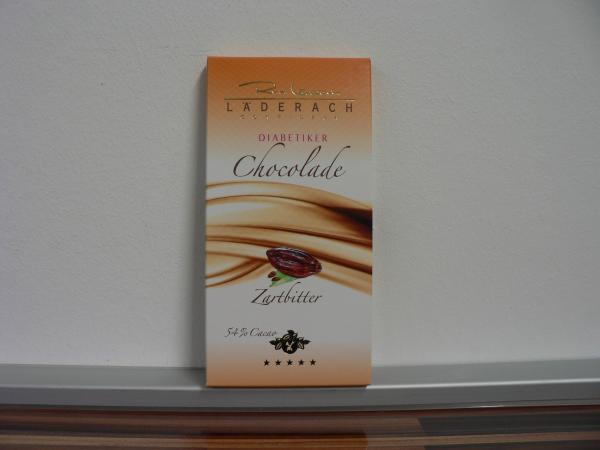 LÄDERACH
DIABETIKER
Chocolade
Zartbitter
54% Cacao